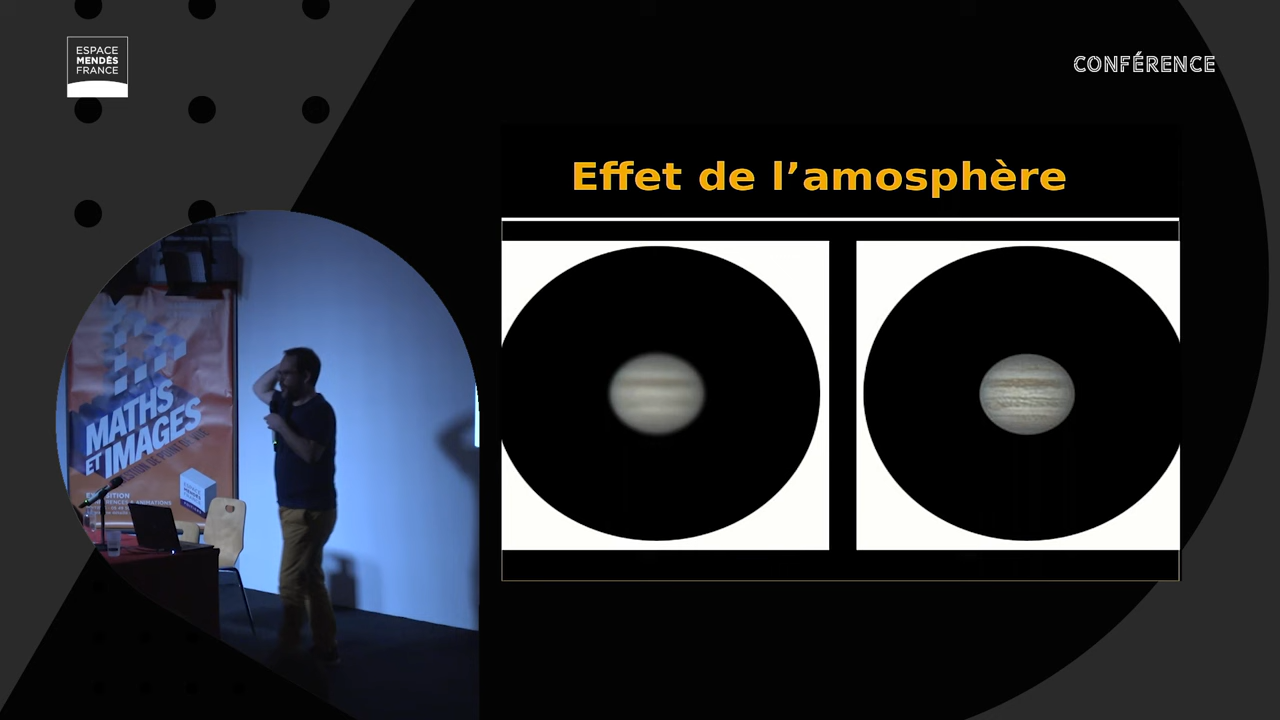 ESPACE
MENDÈS
FRANCE
CONFÉRENCE
Effet de l’amosphère
MATHS
ET IMAGES